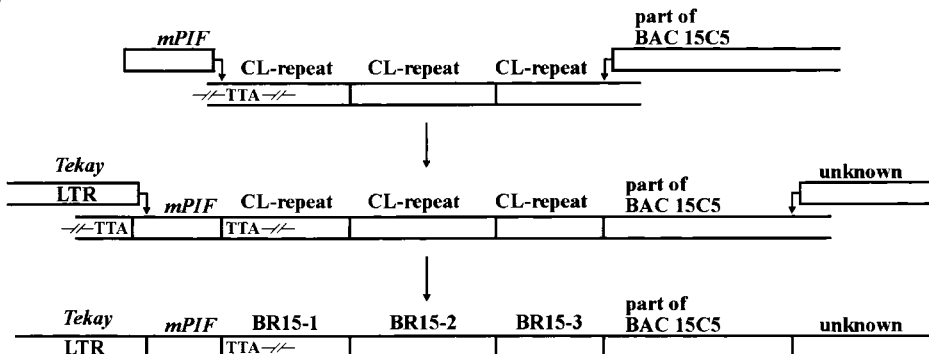 part of
mPIF CL-repeat CL-repeat CL-repeat BAC 15C5
TTA
Tekay part of unknown
LTR mPIF CL-repeat CL-repeat CL-repeat BAC 15C5
TTA TTA
Tekay mPIF BR15-1 BR15-2 BR15-3 part of
BAC 15C5 unknown
LTR TTA